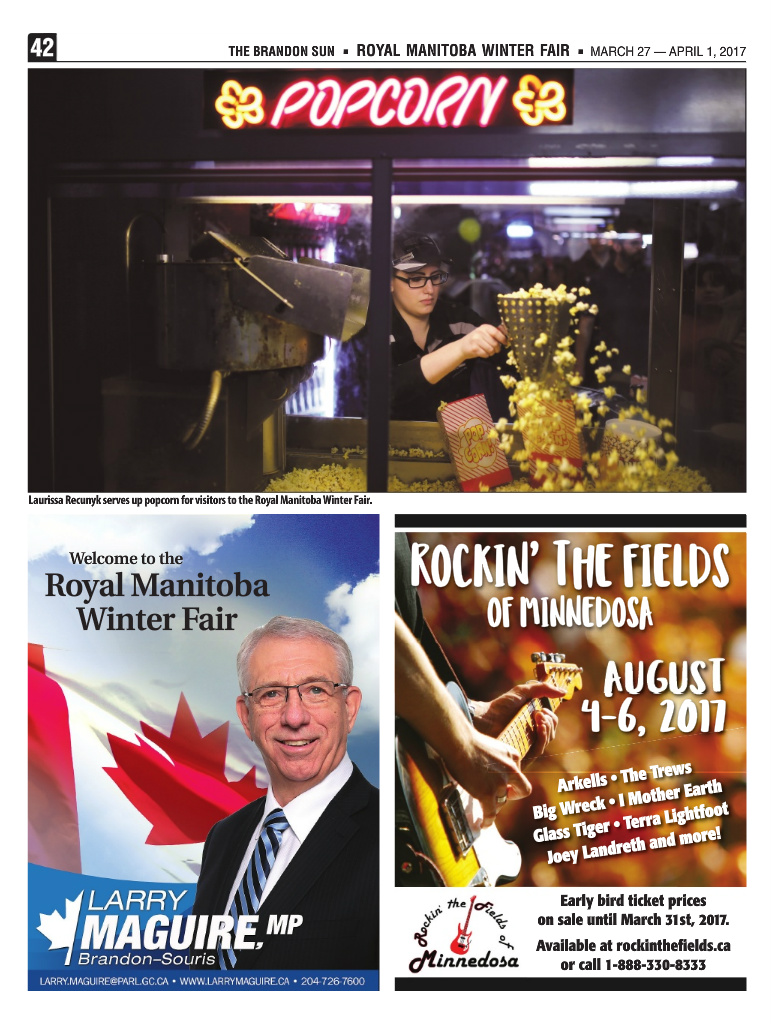 42
THE BRANDON SUN ▪ ROYAL MANITOBA WINTER FAIR ▪ MARCH 27 — APRIL 1, 2017
POPCORN
POP
CORN
Laurissa Recunyk serves up popcorn for visitors to the Royal Manitoba Winter Fair.
Welcome to the
Royal Manitoba
Winter Fair
LARRY
MAGUIRE, MP
Brandon–Souris
LARRY.MAGUIRE@PARL.GC.CA • WWW.LARRYMAGUIRE.CA • 204-726-7600
ROCKIN' THE FIELDS
OF MINNEDOSA
AUGUST
4-6, 2017
Arkells • The Trews
Big Wreck • I Mother Earth
Glass Tiger • Terra Lightfoot
Joey Landreth and more!
Rockin' the Fields of
Minnedosa
Early bird ticket prices
on sale until March 31st, 2017.
Available at rockinthefields.ca
or call 1-888-330-8333